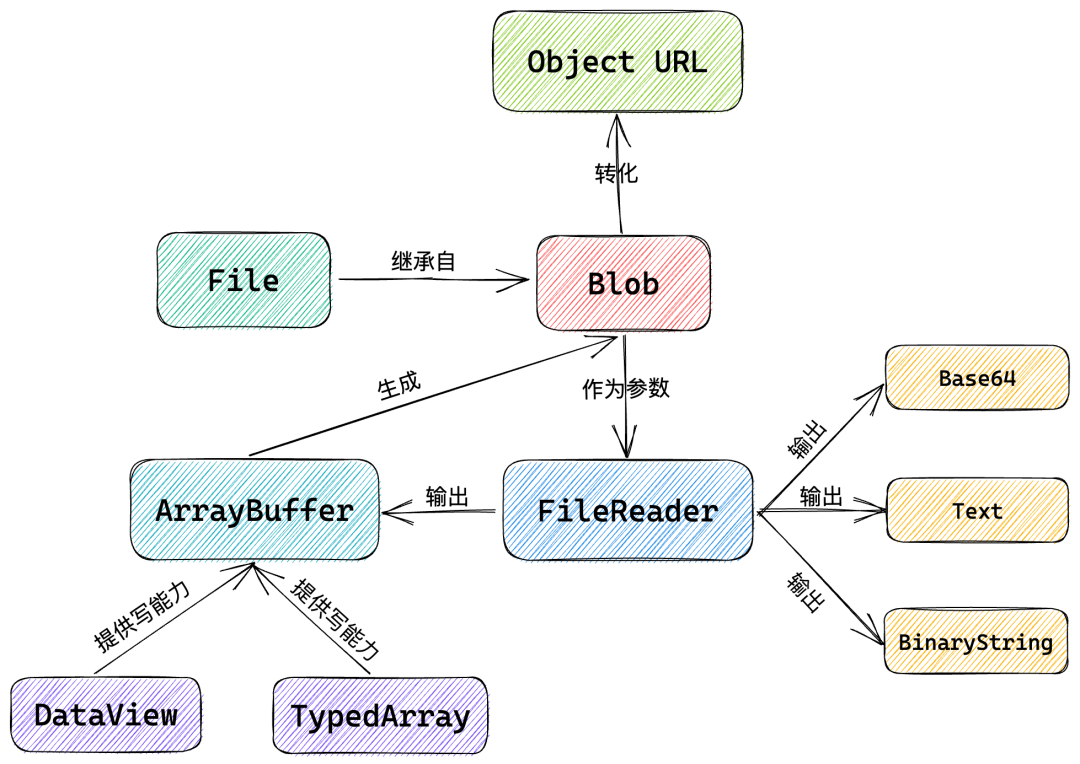 Object URL
转化
File
继承自
Blob
生成
作为参数
Base64
输出
ArrayBuffer
输出
FileReader
输出
Text
输出
BinaryString
提供写能力
提供写能力
DataView
TypedArray